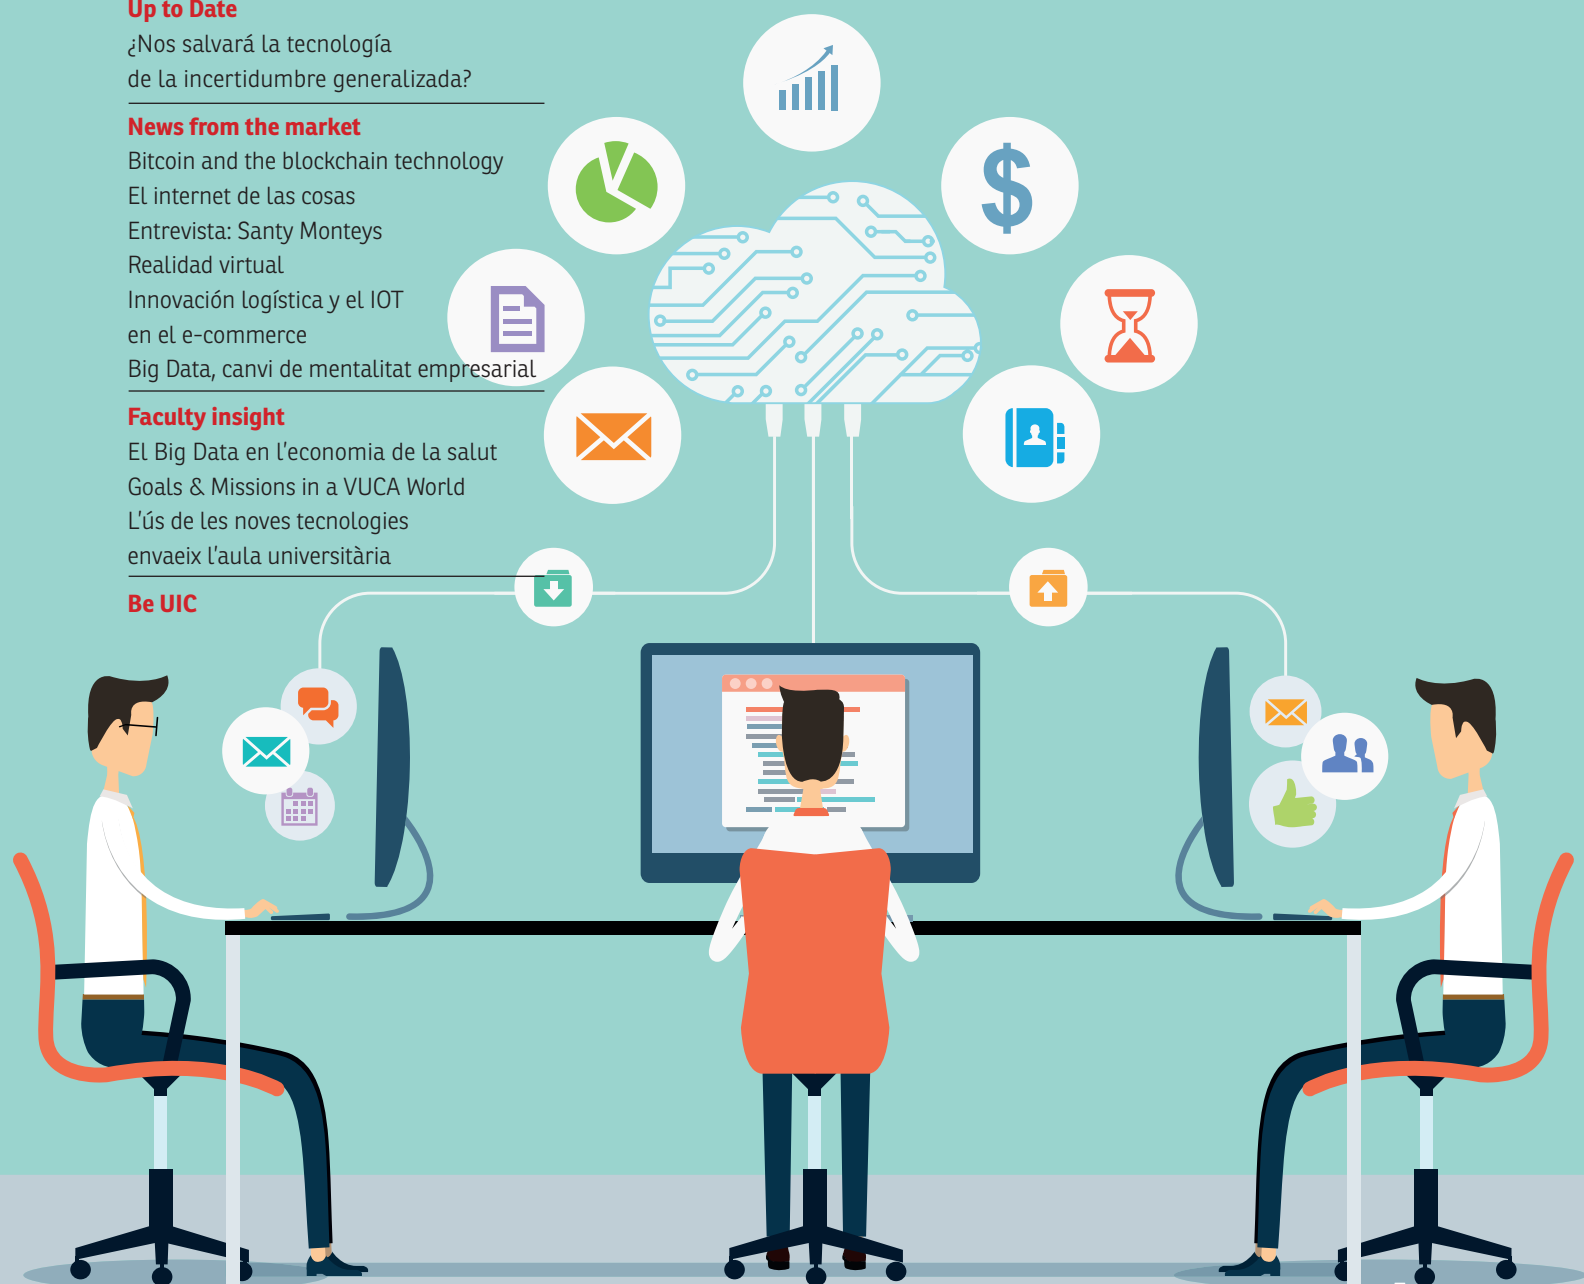 Up to Date
¿Nos salvará la tecnología
de la incertidumbre generalizada?
News from the market
Bitcoin and the blockchain technology
El internet de las cosas
Entrevista: Santy Monteys
Realidad virtual
Innovación logística y el IOT
en el e-commerce
Big Data, canvi de mentalitat empresarial
Faculty insight
El Big Data en l'economia de la salut
Goals & Missions in a VUCA World
L'ús de les noves tecnologies
envaeix l'aula universitària
Be UIC
$